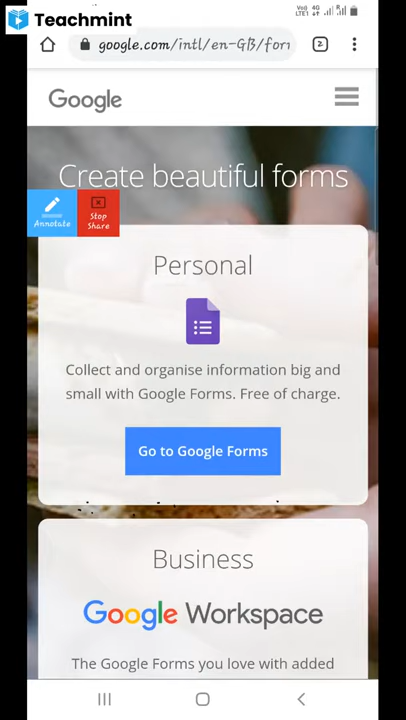 Teachmint
google.com/intl/en-GB/for
2
Google
Create beautiful forms
Annotate
Stop
Share
Personal
Collect and organise information big and
small with Google Forms. Free of charge.
Go to Google Forms
Business
Google Workspace
The Google Forms you love with added